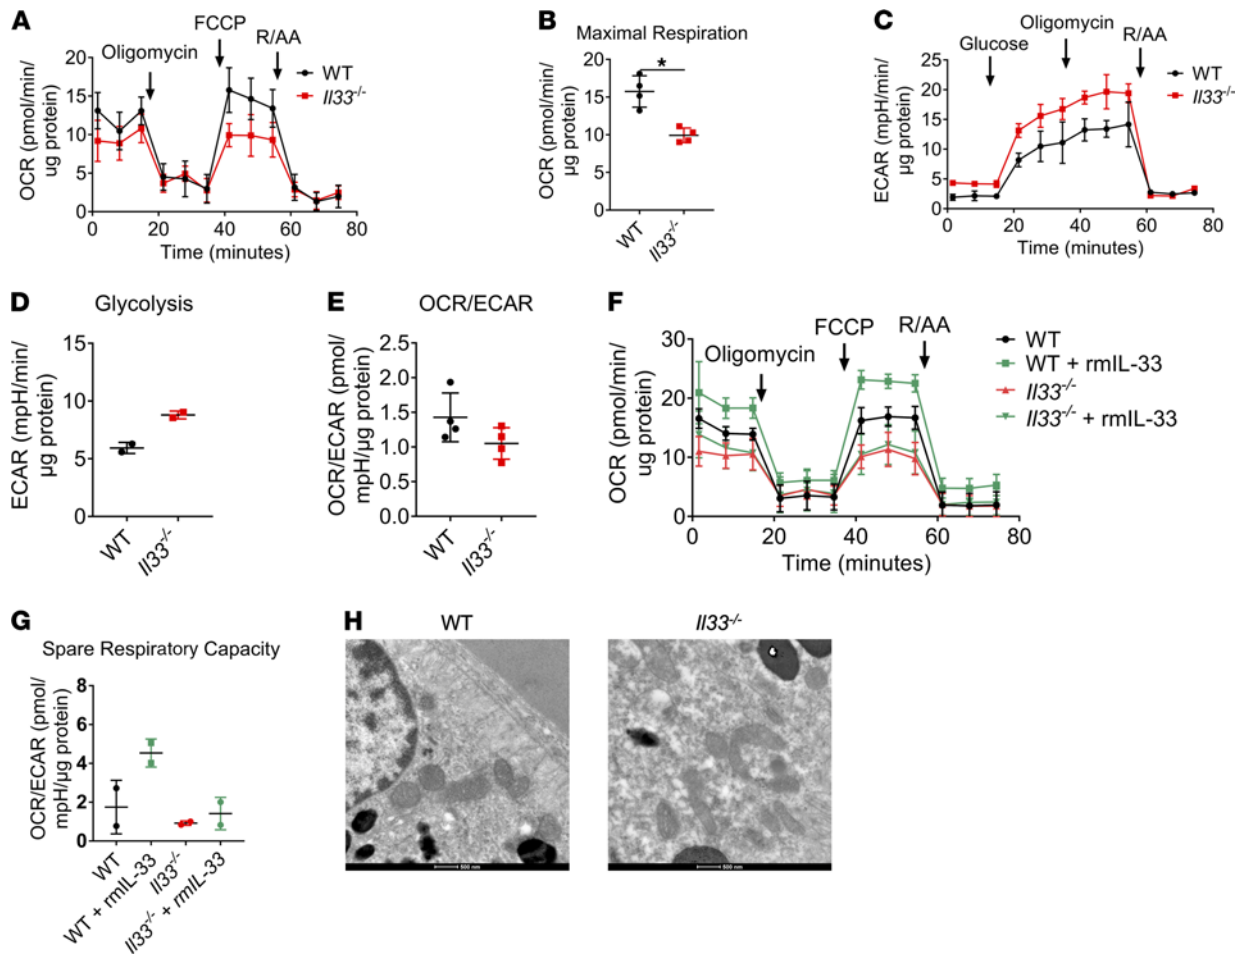 A
FCCP
Oligomycin
R/AA
OCR (pmol/min/
ug protein)
20
15
10
5
0
0
20
40
60
80
Time (minutes)
WT
Il33-/-
B
Maximal Respiration
*
OCR (pmol/min/
µg protein)
20
15
10
5
0
WT
Il33-/-
C
Oligomycin
Glucose
R/AA
ECAR (mpH/min/
µg protein)
25
20
15
10
5
0
0
20
40
60
80
Time (minutes)
WT
Il33-/-
D
Glycolysis
ECAR (mpH/min/
µg protein)
15
10
5
0
WT
Il33-/-
E
OCR/ECAR
OCR/ECAR (pmol/
mpH/µg protein)
2.5
2.0
1.5
1.0
0.5
0.0
WT
Il33-/-
F
FCCP
R/AA
Oligomycin
OCR (pmol/min/
ug protein)
30
20
10
0
0
20
40
60
80
Time (minutes)
WT
WT + rmIL-33
Il33-/-
Il33-/- + rmIL-33
G
Spare Respiratory Capacity
OCR/ECAR (pmol/
mpH/µg protein)
8
6
4
2
0
WT
WT + rmIL-33
Il33-/-
Il33-/- + rmIL-33
H
WT
Il33-/-
500 nm
500 nm